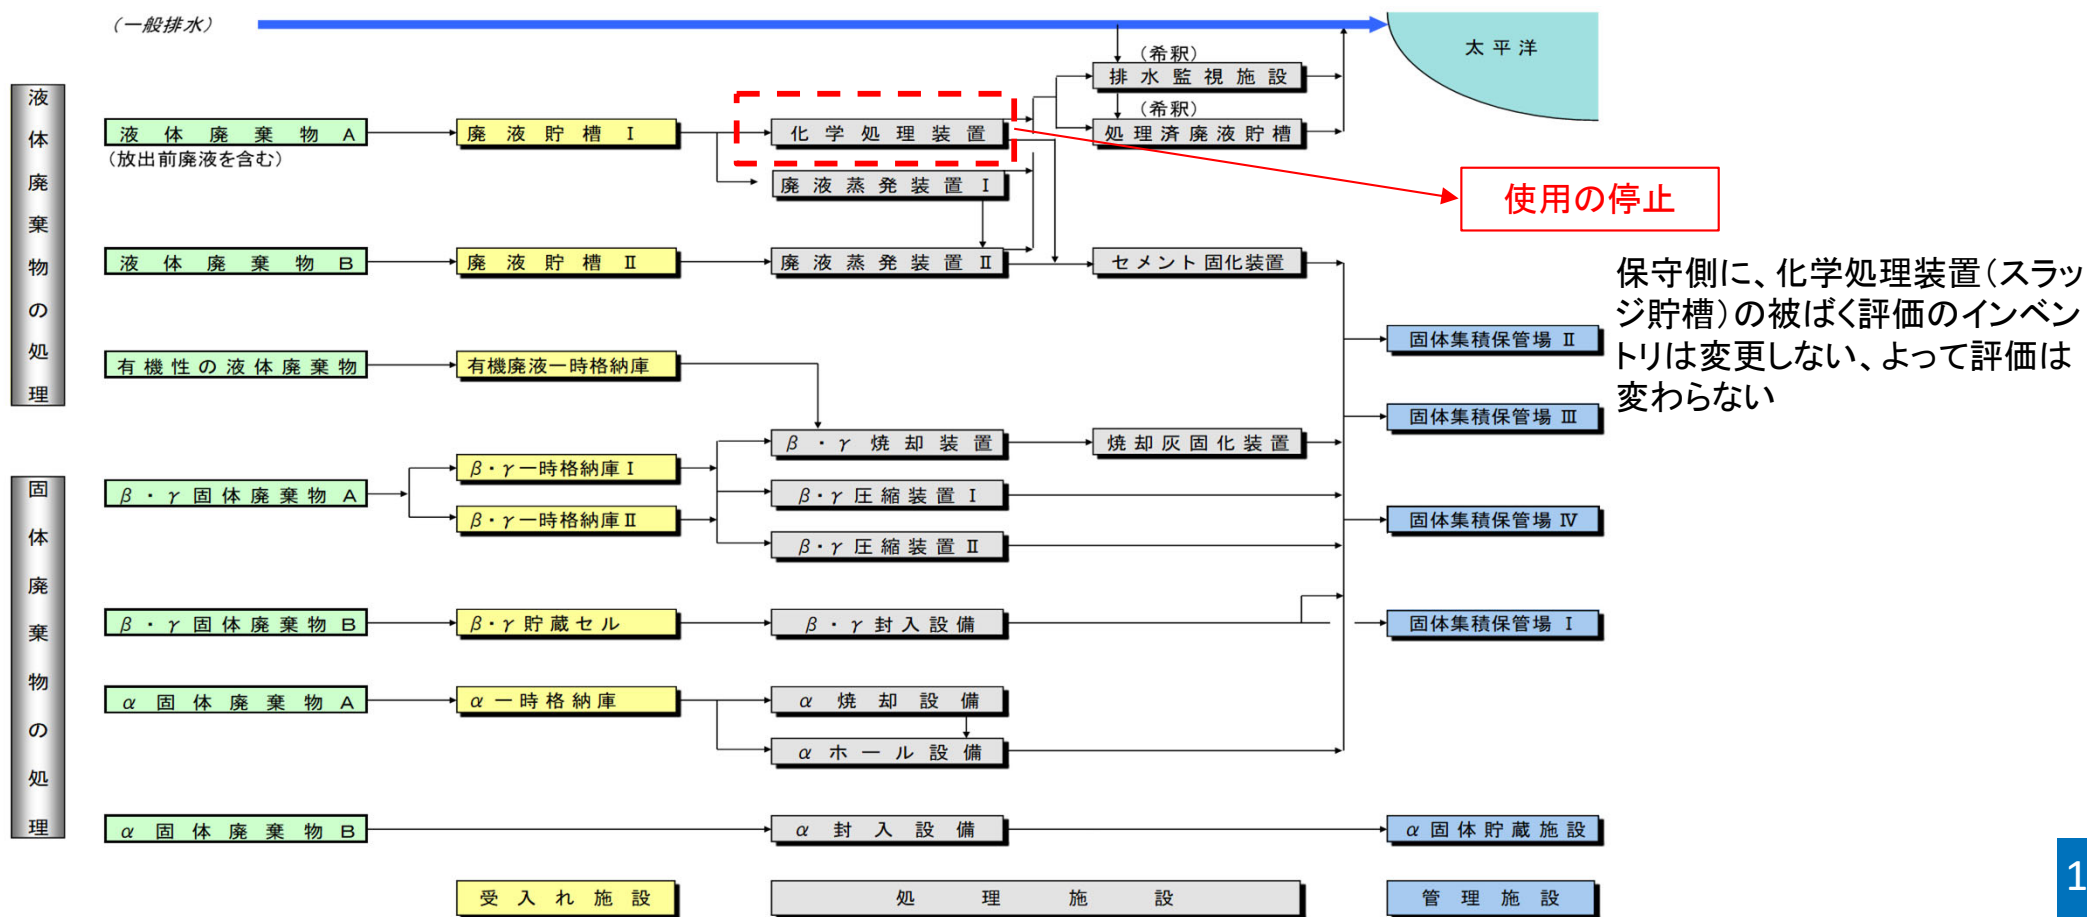 (一般排水)
太平洋
(希釈)
排水監視施設
(希釈)
処理済廃液貯槽
液体廃棄物の処理
液体廃棄物A
(放出前廃液を含む)
廃液貯槽Ⅰ
化学処理装置
廃液蒸発装置Ⅰ
使用の停止
液体廃棄物B
廃液貯槽Ⅱ
廃液蒸発装置Ⅱ
セメント固化装置
保守側に、化学処理装置(スラッ
ジ貯槽)の被ばく評価のインベン
トリは変更しない、よって評価は
変わらない
固体集積保管場 Ⅱ
有機性の液体廃棄物
有機廃液一時格納庫
固体集積保管場 Ⅲ
固体廃棄物の処理
β・γ固体廃棄物A
β・γ一時格納庫Ⅰ
β・γ一時格納庫Ⅱ
β・γ焼却装置
焼却灰固化装置
β・γ圧縮装置Ⅰ
β・γ圧縮装置Ⅱ
固体集積保管場 Ⅳ
β・γ固体廃棄物B
β・γ貯蔵セル
β・γ封入設備
固体集積保管場 Ⅰ
α固体廃棄物A
α一時格納庫
α焼却設備
αホール設備
α固体廃棄物B
α封入設備
α固体貯蔵施設
受入れ施設
処理施設
管理施設
1